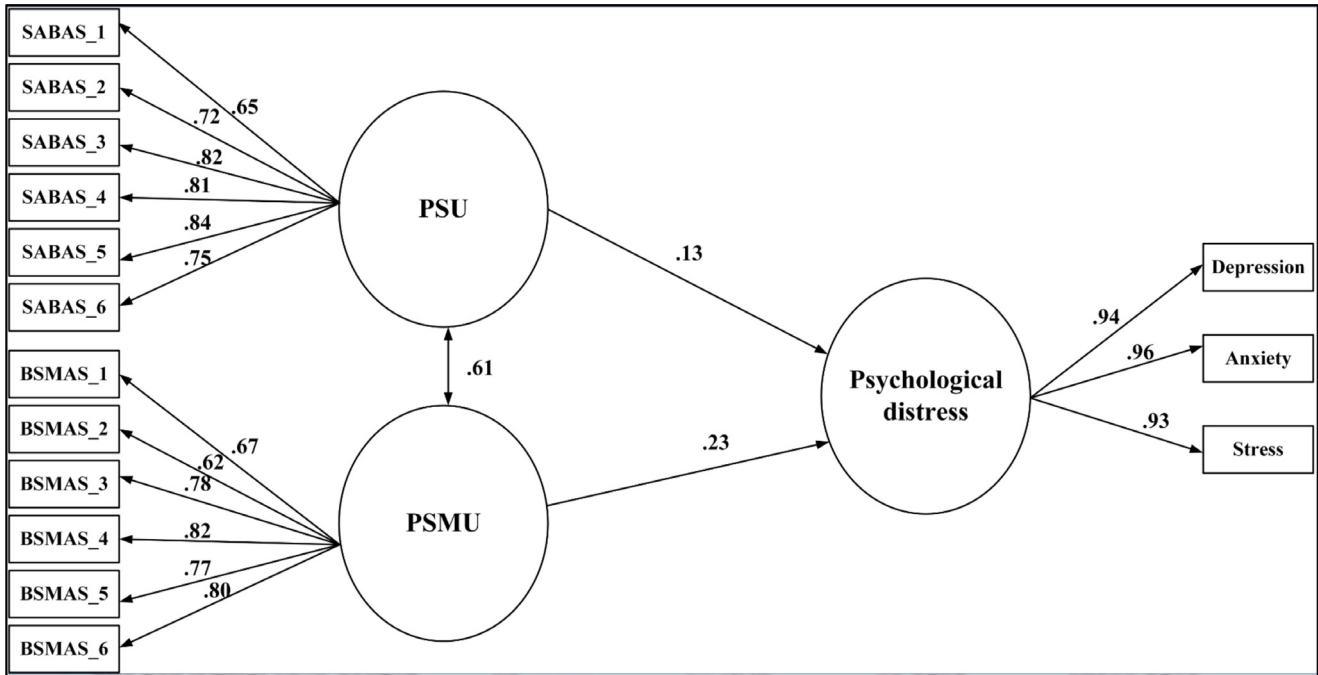 SABAS_1
SABAS_2
SABAS_3
SABAS_4
SABAS_5
SABAS_6
.65
.72
.82
.81
.84
.75
PSU
.13
.61
BSMAS_1
BSMAS_2
BSMAS_3
BSMAS_4
BSMAS_5
BSMAS_6
.67
.62
.78
.82
.77
.80
PSMU
.23
Psychological
distress
.94
.96
.93
Depression
Anxiety
Stress